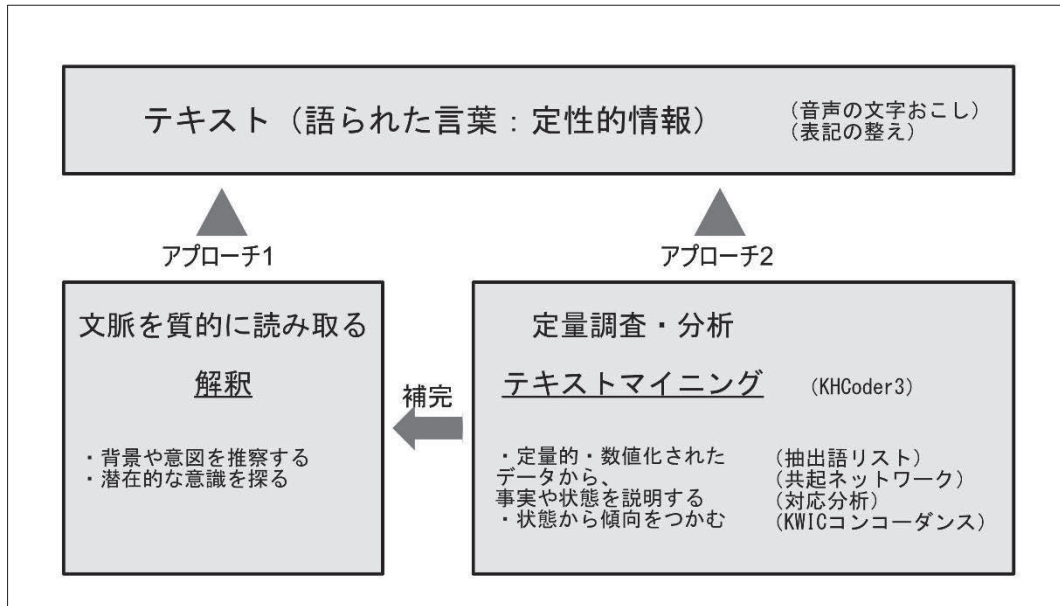 テキスト（語られた言葉：定性的情報）
（音声の文字おこし）
（表記の整え）
アプローチ1
アプローチ2
文脈を質的に読み取る
解釈
・背景や意図を推察する
・潜在的な意識を探る
補完
定量調査・分析
テキストマイニング （KHCoder3）
・定量的・数値化された
データから、
事実や状態を説明する
・状態から傾向をつかむ
（抽出語リスト）
（共起ネットワーク）
（対応分析）
（KWICコンコーダンス）